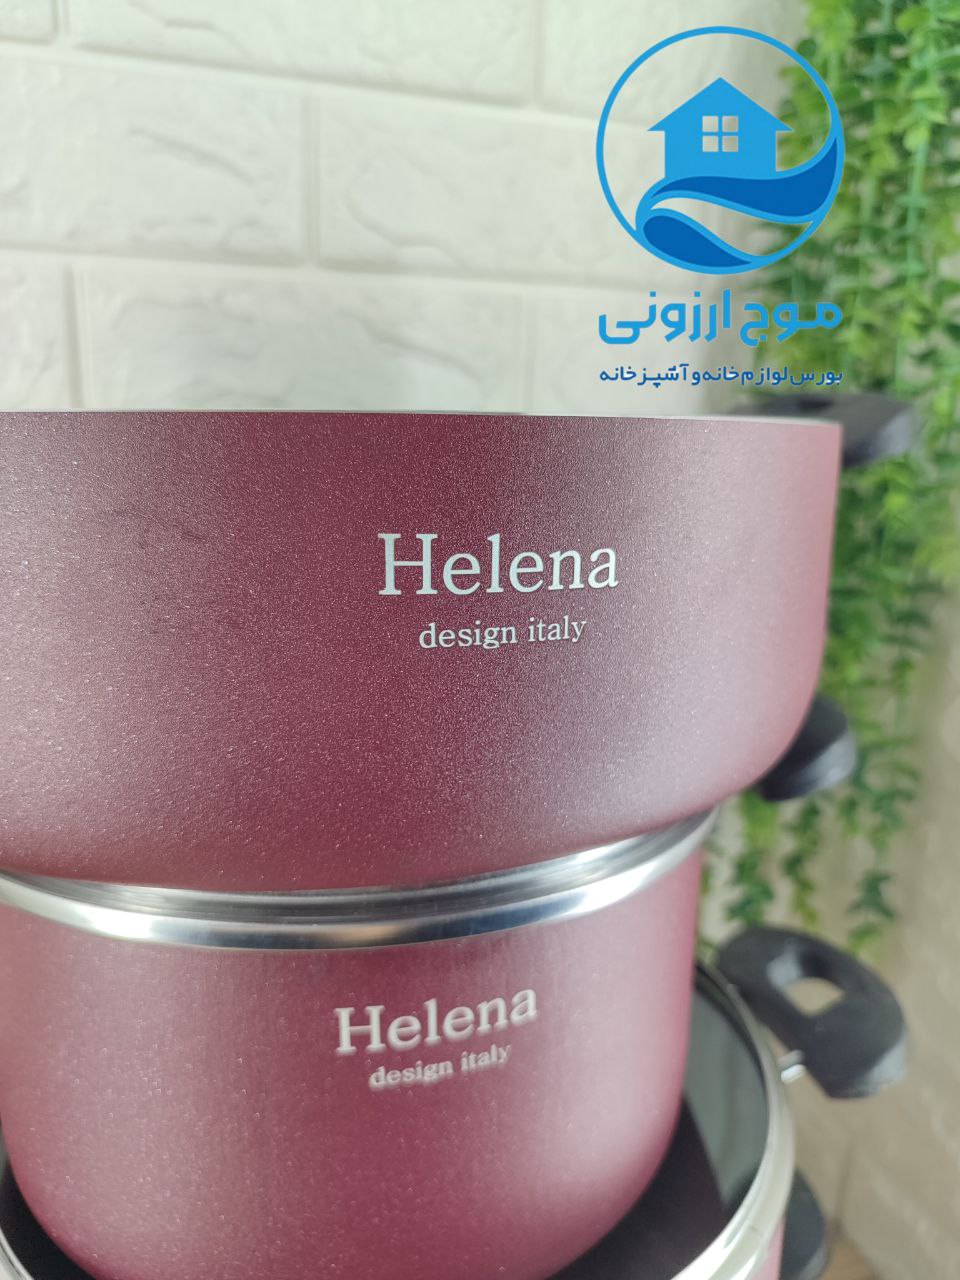 موج ارزونی
بورس لوازم خانه و آشپزخانه
Helena
design italy
Helena
design italy